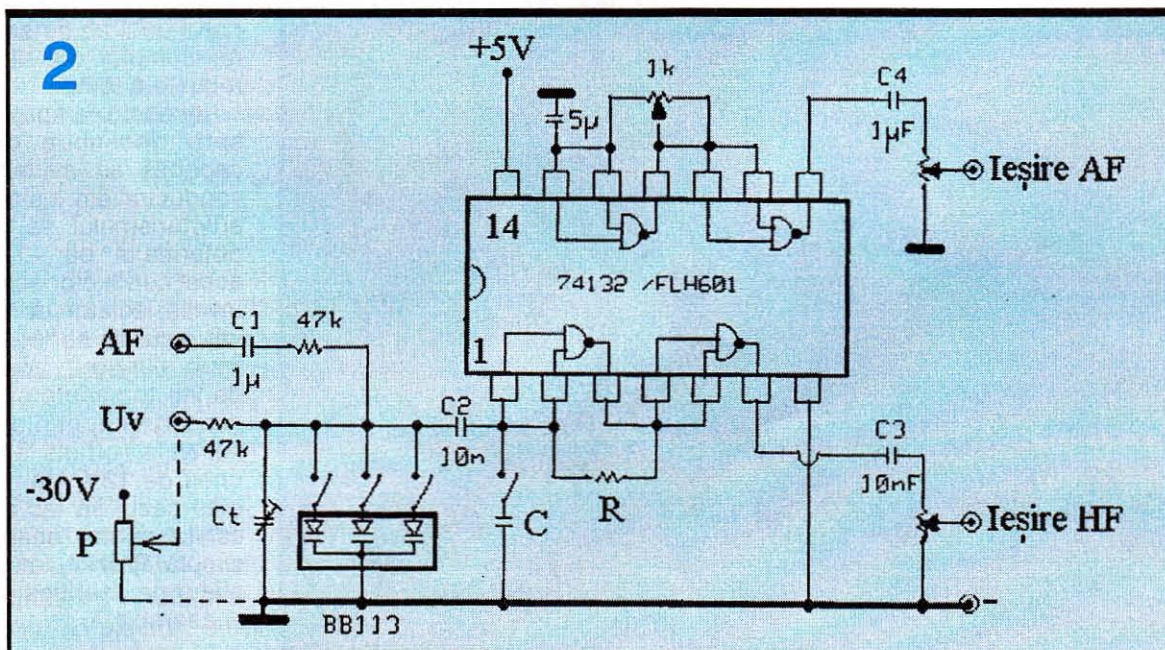 2
+5V
1k
C4
5µ
1µF
Ieșire AF
14
74132 /FLH601
C1
47k
AF
1
1µ
Uv
C2
C3
47k
10n
10nF
-30V
R
Ct
C
Ieșire HF
P
-
BB113